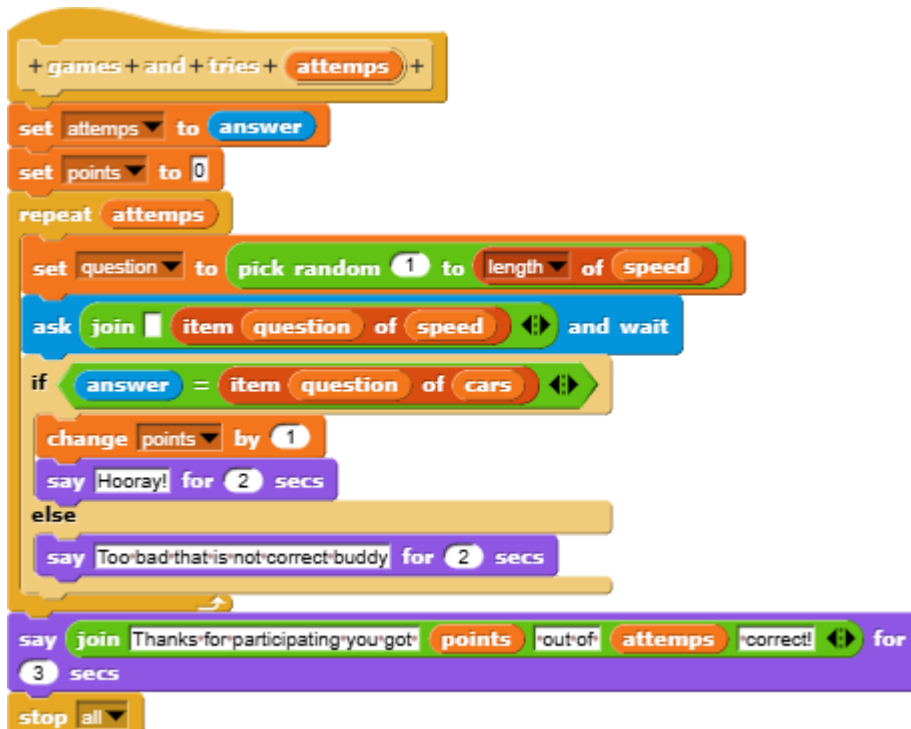 + games + and + tries + attemps +
set attemps to answer
set points to 0
repeat attemps
set question to pick random 1 to length of speed
ask join item question of speed and wait
if answer = item question of cars
change points by 1
say Hooray! for 2 secs
else
say Too bad that is not correct buddy for 2 secs
say join Thanks for participating you got points out of attemps correct! for
3 secs
stop all